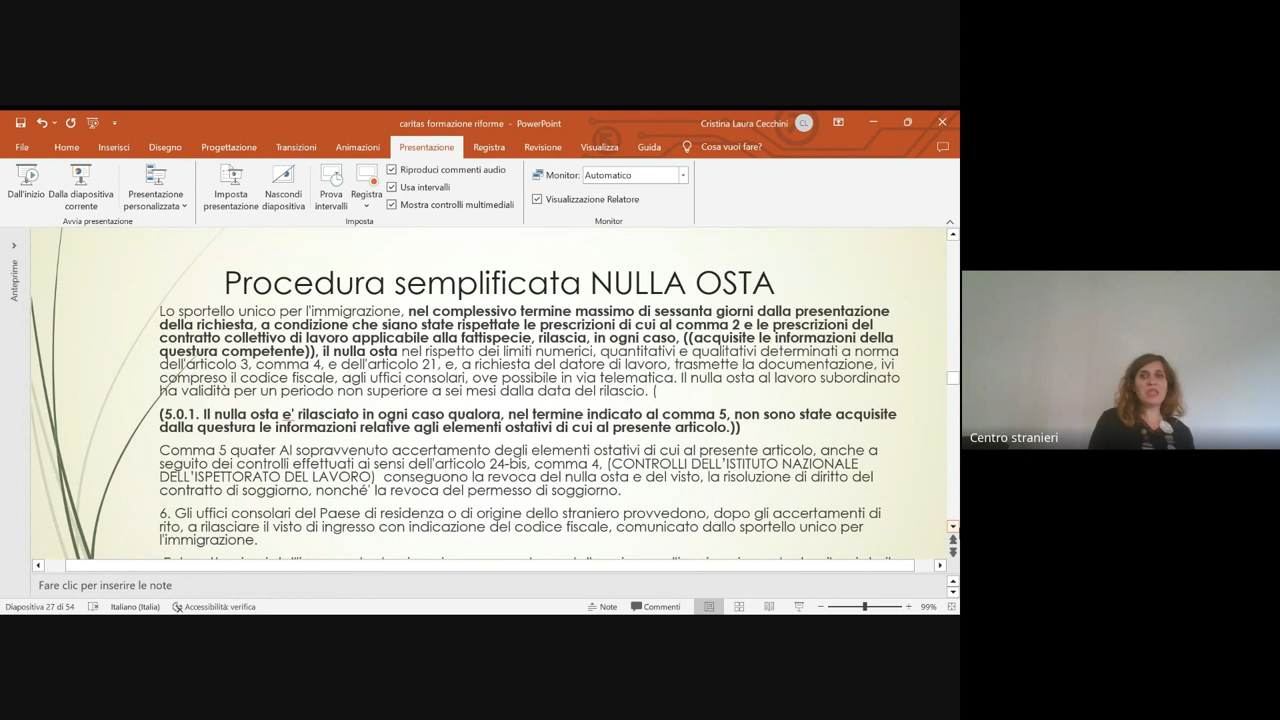 caritas formazione riforme - PowerPoint
Cristina Laura Cecchini
CL
File Home Inserisci Disegno Progettazione Transizioni Animazioni Presentazione Registra Revisione Visualizza Guida Cosa vuoi fare?
Dall'inizio
Dalla diapositiva
corrente
Presentazione
personalizzata
Avvia presentazione
Imposta
presentazione
Nascondi
diapositiva
Prova
intervalli
Registra
Riproduci commenti audio
Usa intervalli
Mostra controlli multimediali
Imposta
Monitor: Automatico
Visualizzazione Relatore
Monitor
Anteprime
Procedura semplificata NULLA OSTA
Lo sportello unico per l'immigrazione, nel complessivo termine massimo di sessanta giorni dalla presentazione
della richiesta, a condizione che siano state rispettate le prescrizioni di cui al comma 2 e le prescrizioni del
contratto collettivo di lavoro applicabile alla fattispecie, rilascia, in ogni caso, ((acquisite le informazioni della
questura competente)), il nulla osta nel rispetto dei limiti numerici, quantitativi e qualitativi determinati a norma
dell'articolo 3, comma 4, e dell'articolo 21, e, a richiesta del datore di lavoro, trasmette la documentazione, ivi
compreso il codice fiscale, agli uffici consolari, ove possibile in via telematica. Il nulla osta al lavoro subordinato
ha validità per un periodo non superiore a sei mesi dalla data del rilascio. (
(5.0.1. Il nulla osta e' rilasciato in ogni caso qualora, nel termine indicato al comma 5, non sono state acquisite
dalla questura le informazioni relative agli elementi ostativi di cui al presente articolo.))
Comma 5 quater Al sopravvenuto accertamento degli elementi ostativi di cui al presente articolo, anche a
seguito dei controlli effettuati ai sensi dell'articolo 24-bis, comma 4, (CONTROLLI DELL'ISTITUTO NAZIONALE
DELL'ISPETTORATO DEL LAVORO) conseguono la revoca del nulla osta e del visto, la risoluzione di diritto del
contratto di soggiorno, nonché' la revoca del permesso di soggiorno.
6. Gli uffici consolari del Paese di residenza o di origine dello straniero provvedono, dopo gli accertamenti di
rito, a rilasciare il visto di ingresso con indicazione del codice fiscale, comunicato dallo sportello unico per
l'immigrazione.
Fare clic per inserire le note
Diapositiva 27 di 54 Italiano (Italia) Accessibilità: verifica Note Commenti 99%
Centro stranieri